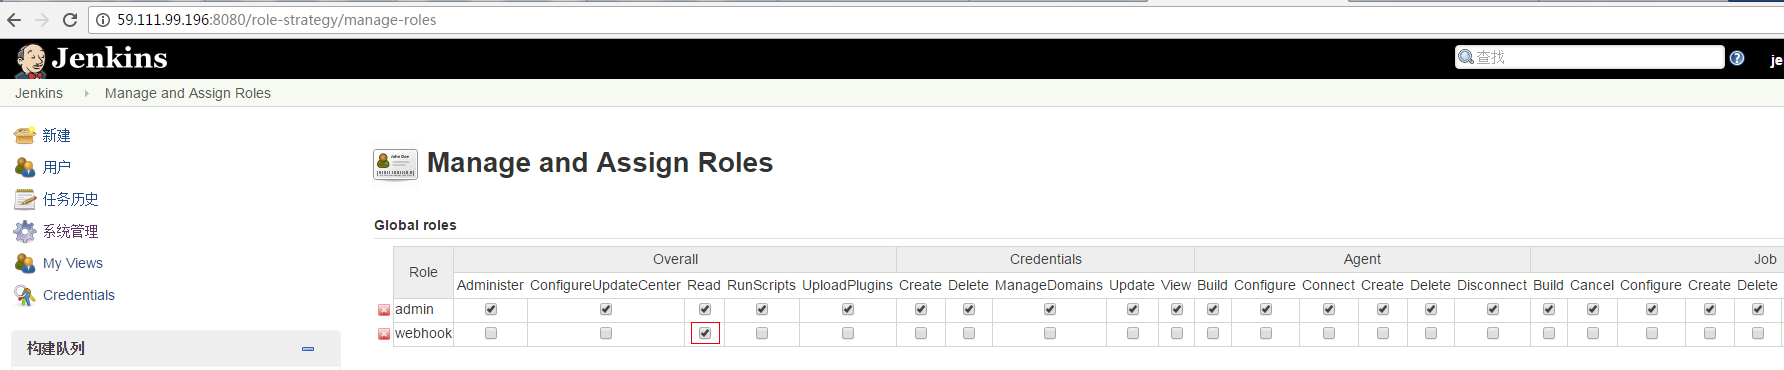 59.111.99.196:8080/role-strategy/manage-roles
Jenkins
查找
je
Jenkins
Manage and Assign Roles
新建
用户
任务历史
系统管理
My Views
Credentials
构建队列
Manage and Assign Roles
Global roles
Role Overall Credentials Agent Job
Administer ConfigureUpdateCenter Read RunScripts UploadPlugins Create Delete ManageDomains Update View Build Configure Connect Create Delete Disconnect Build Cancel Configure Create Delete
admin
webhook